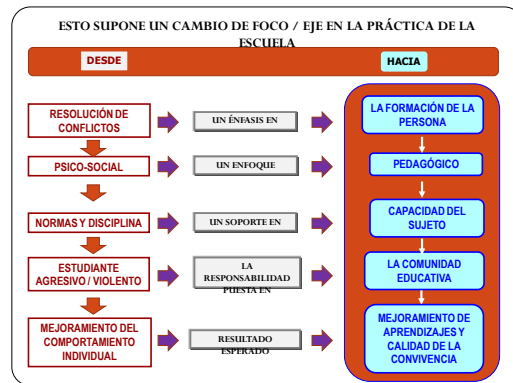 ESTO SUPONE UN CAMBIO DE FOCO / EJE EN LA PRÁCTICA DE LA
ESCUELA
DESDE
HACIA
RESOLUCIÓN DE
CONFLICTOS
UN ÉNFASIS EN
LA FORMACIÓN DE LA
PERSONA
PSICO-SOCIAL
UN ENFOQUE
PEDAGÓGICO
NORMAS Y DISCIPLINA
UN SOPORTE EN
CAPACIDAD DEL
SUJETO
ESTUDIANTE
AGRESIVO / VIOLENTO
LA
RESPONSABILIDAD
PUESTA EN
LA COMUNIDAD
EDUCATIVA
MEJORAMIENTO DEL
COMPORTAMIENTO
INDIVIDUAL
RESULTADO
ESPERADO
MEJORAMIENTO DE
APRENDIZAJES Y
CALIDAD DE LA
CONVIVENCIA